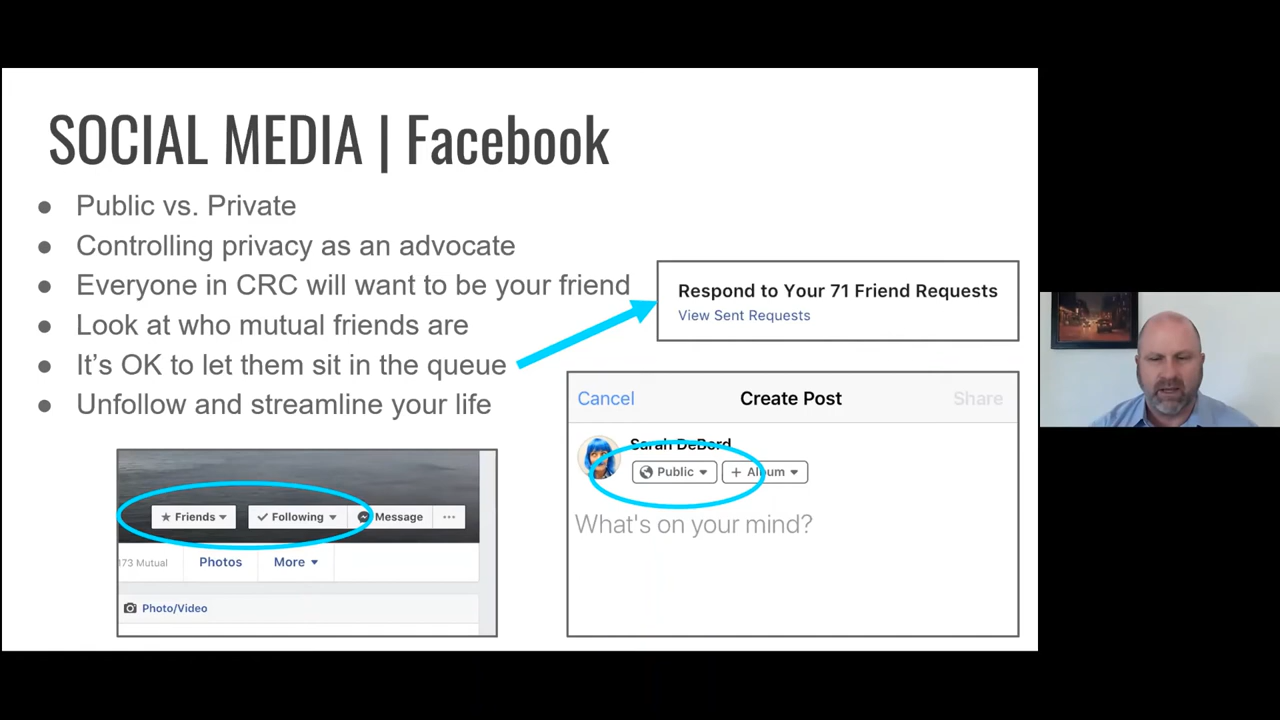 SOCIAL MEDIA | Facebook
● Public vs. Private
● Controlling privacy as an advocate
● Everyone in CRC will want to be your friend
● Look at who mutual friends are
● It's OK to let them sit in the queue
● Unfollow and streamline your life
Respond to Your 71 Friend Requests
View Sent Requests
Cancel Create Post Share
Sarah DeBord
Public + Album
What's on your mind?
Friends Following Message ...
173 Mutual Photos More
Photo/Video